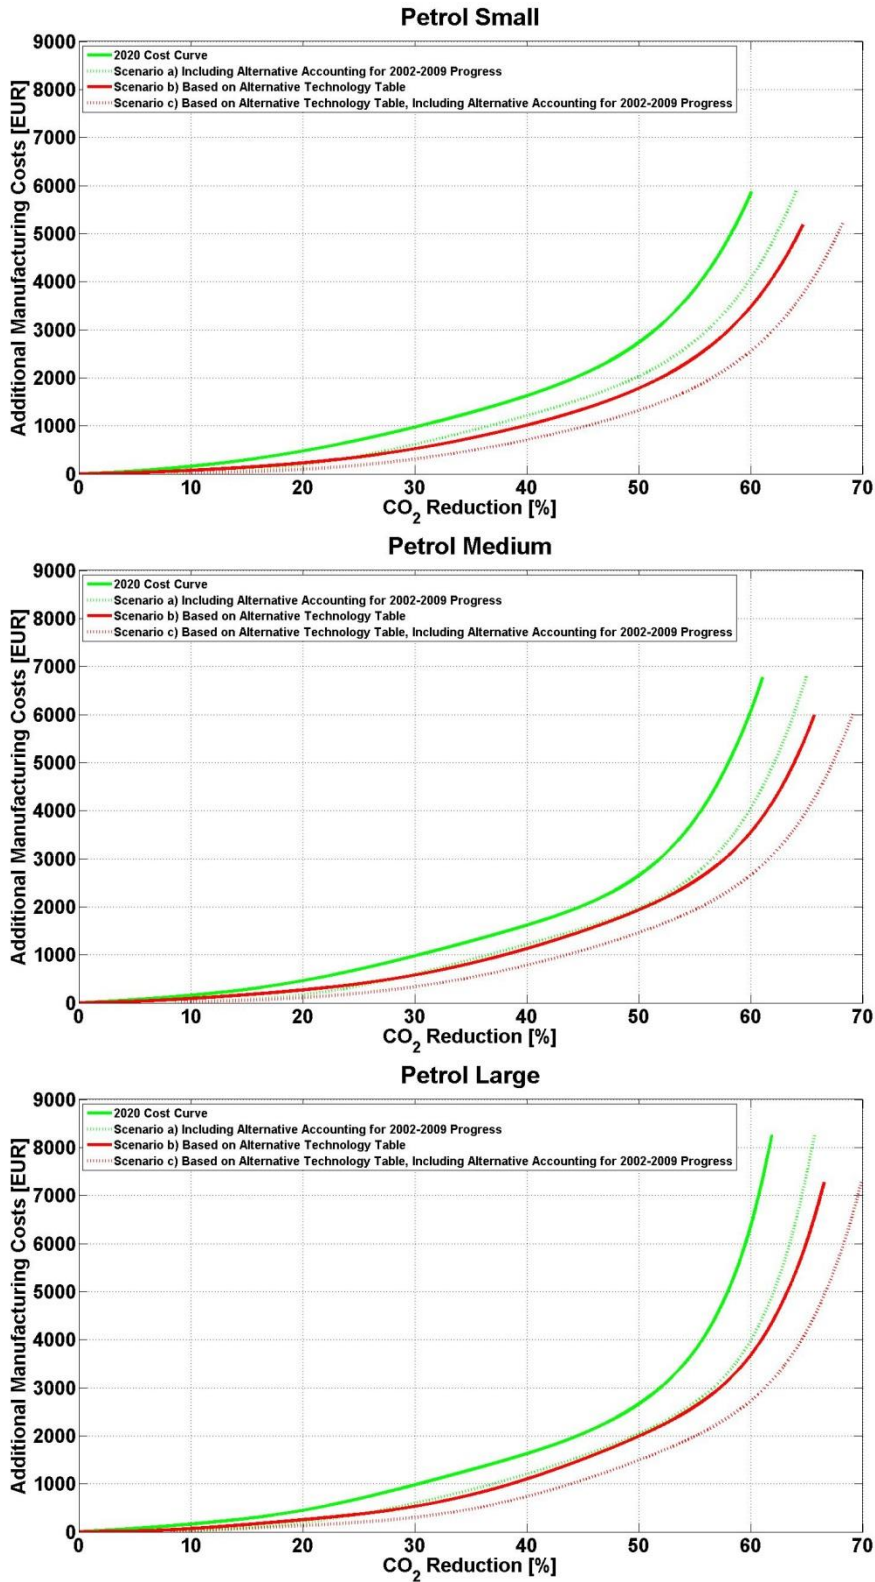 Petrol Small
Additional Manufacturing Costs [EUR]
9000
8000
7000
6000
5000
4000
3000
2000
1000
0
2020 Cost Curve
Scenario a) Including Alternative Accounting for 2002-2009 Progress
Scenario b) Based on Alternative Technology Table
Scenario c) Based on Alternative Technology Table, Including Alternative Accounting for 2002-2009 Progress
0 10 20 30 40 50 60 70
CO2 Reduction [%]
Petrol Medium
Additional Manufacturing Costs [EUR]
9000
8000
7000
6000
5000
4000
3000
2000
1000
0
2020 Cost Curve
Scenario a) Including Alternative Accounting for 2002-2009 Progress
Scenario b) Based on Alternative Technology Table
Scenario c) Based on Alternative Technology Table, Including Alternative Accounting for 2002-2009 Progress
0 10 20 30 40 50 60 70
CO2 Reduction [%]
Petrol Large
Additional Manufacturing Costs [EUR]
9000
8000
7000
6000
5000
4000
3000
2000
1000
0
2020 Cost Curve
Scenario a) Including Alternative Accounting for 2002-2009 Progress
Scenario b) Based on Alternative Technology Table
Scenario c) Based on Alternative Technology Table, Including Alternative Accounting for 2002-2009 Progress
0 10 20 30 40 50 60 70
CO2 Reduction [%]